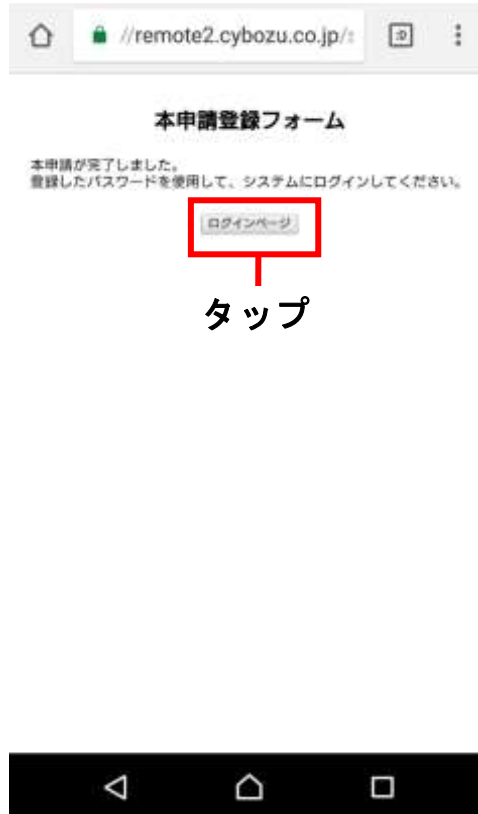 //remote2.cybozu.co.jp/s
:D
本申請登録フォーム
本申請が完了しました。
登録したパスワードを使用して、システムにログインしてください。
ログインページ
タップ